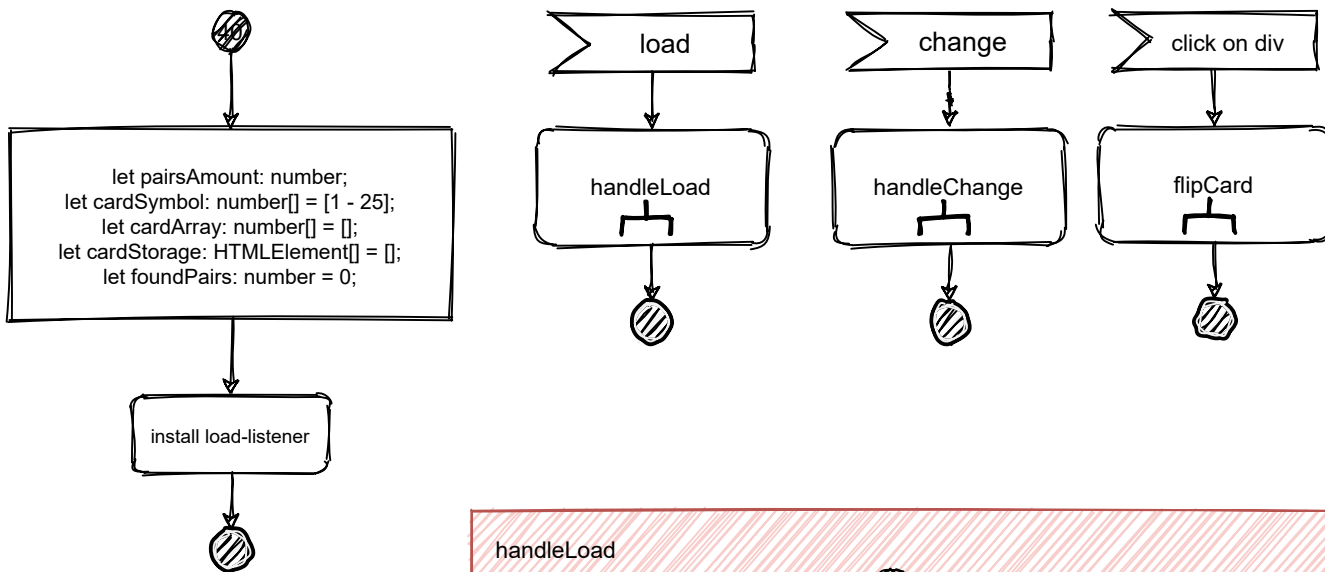 40
let pairsAmount: number;
let cardSymbol: number[] = [1 - 25];
let cardArray: number[] = [];
let cardStorage: HTMLElement[] = [];
let foundPairs: number = 0;
install load-listener
load
handleLoad
change
handleChange
click on div
flipCard
handleLoad